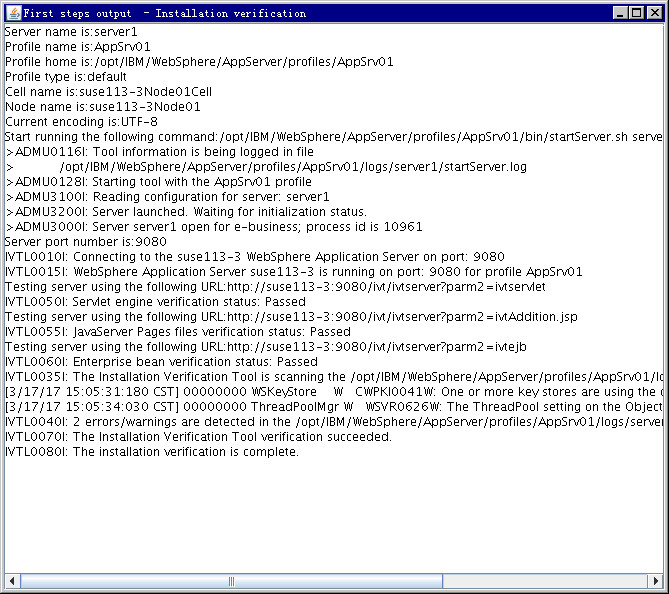 First steps output - Installation verification
Server name is:server1
Profile name is:AppSrv01
Profile home is:/opt/IBM/WebSphere/AppServer/profiles/AppSrv01
Profile type is:default
Cell name is:suse113-3Node01Cell
Node name is:suse113-3Node01
Current encoding is:UTF-8
Start running the following command:/opt/IBM/WebSphere/AppServer/profiles/AppSrv01/bin/startServer.sh serve
>ADMU0116I: Tool information is being logged in file
> /opt/IBM/WebSphere/AppServer/profiles/AppSrv01/logs/server1/startServer.log
>ADMU0128I: Starting tool with the AppSrv01 profile
>ADMU3100I: Reading configuration for server: server1
>ADMU3200I: Server launched. Waiting for initialization status.
>ADMU3000I: Server server1 open for e-business; process id is 10961
Server port number is:9080
IVTL0010I: Connecting to the suse113-3 WebSphere Application Server on port: 9080
IVTL0015I: WebSphere Application Server suse113-3 is running on port: 9080 for profile AppSrv01
Testing server using the following URL:http://suse113-3:9080/ivt/ivtserver?parm2=ivtservlet
IVTL0050I: Servlet engine verification status: Passed
Testing server using the following URL:http://suse113-3:9080/ivt/ivtserver?parm2=ivtAddition.jsp
IVTL0055I: JavaServer Pages files verification status: Passed
Testing server using the following URL:http://suse113-3:9080/ivt/ivtserver?parm2=ivtejb
IVTL0060I: Enterprise bean verification status: Passed
IVTL0035I: The Installation Verification Tool is scanning the /opt/IBM/WebSphere/AppServer/profiles/AppSrv01/lo
[3/17/17 15:05:31:180 CST] 00000000 WSKeyStore W CWPKI0041W: One or more key stores are using the
[3/17/17 15:05:34:030 CST] 00000000 ThreadPoolMgr W WSVR0626W: The ThreadPool setting on the Object
IVTL0040I: 2 errors/warnings are detected in the /opt/IBM/WebSphere/AppServer/profiles/AppSrv01/logs/server
IVTL0070I: The Installation Verification Tool verification succeeded.
IVTL0080I: The installation verification is complete.